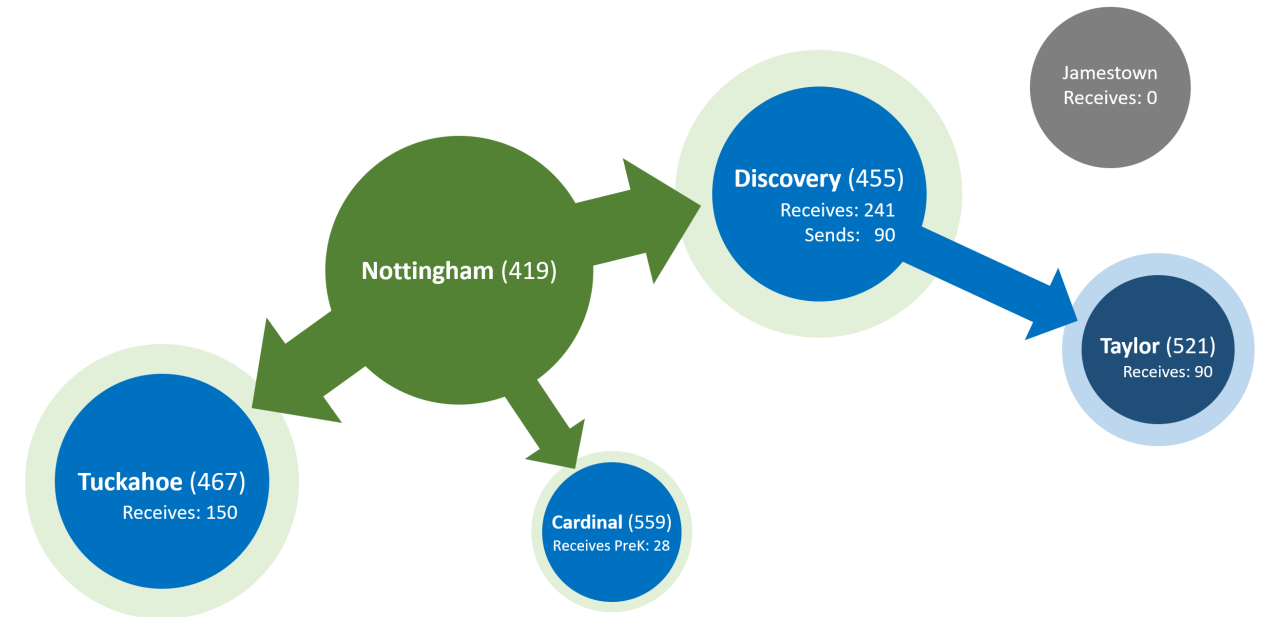 Jamestown
Receives: 0
Discovery (455)
Receives: 241
Sends: 90
Nottingham (419)
Taylor (521)
Receives: 90
Tuckahoe (467)
Receives: 150
Cardinal (559)
Receives PreK: 28